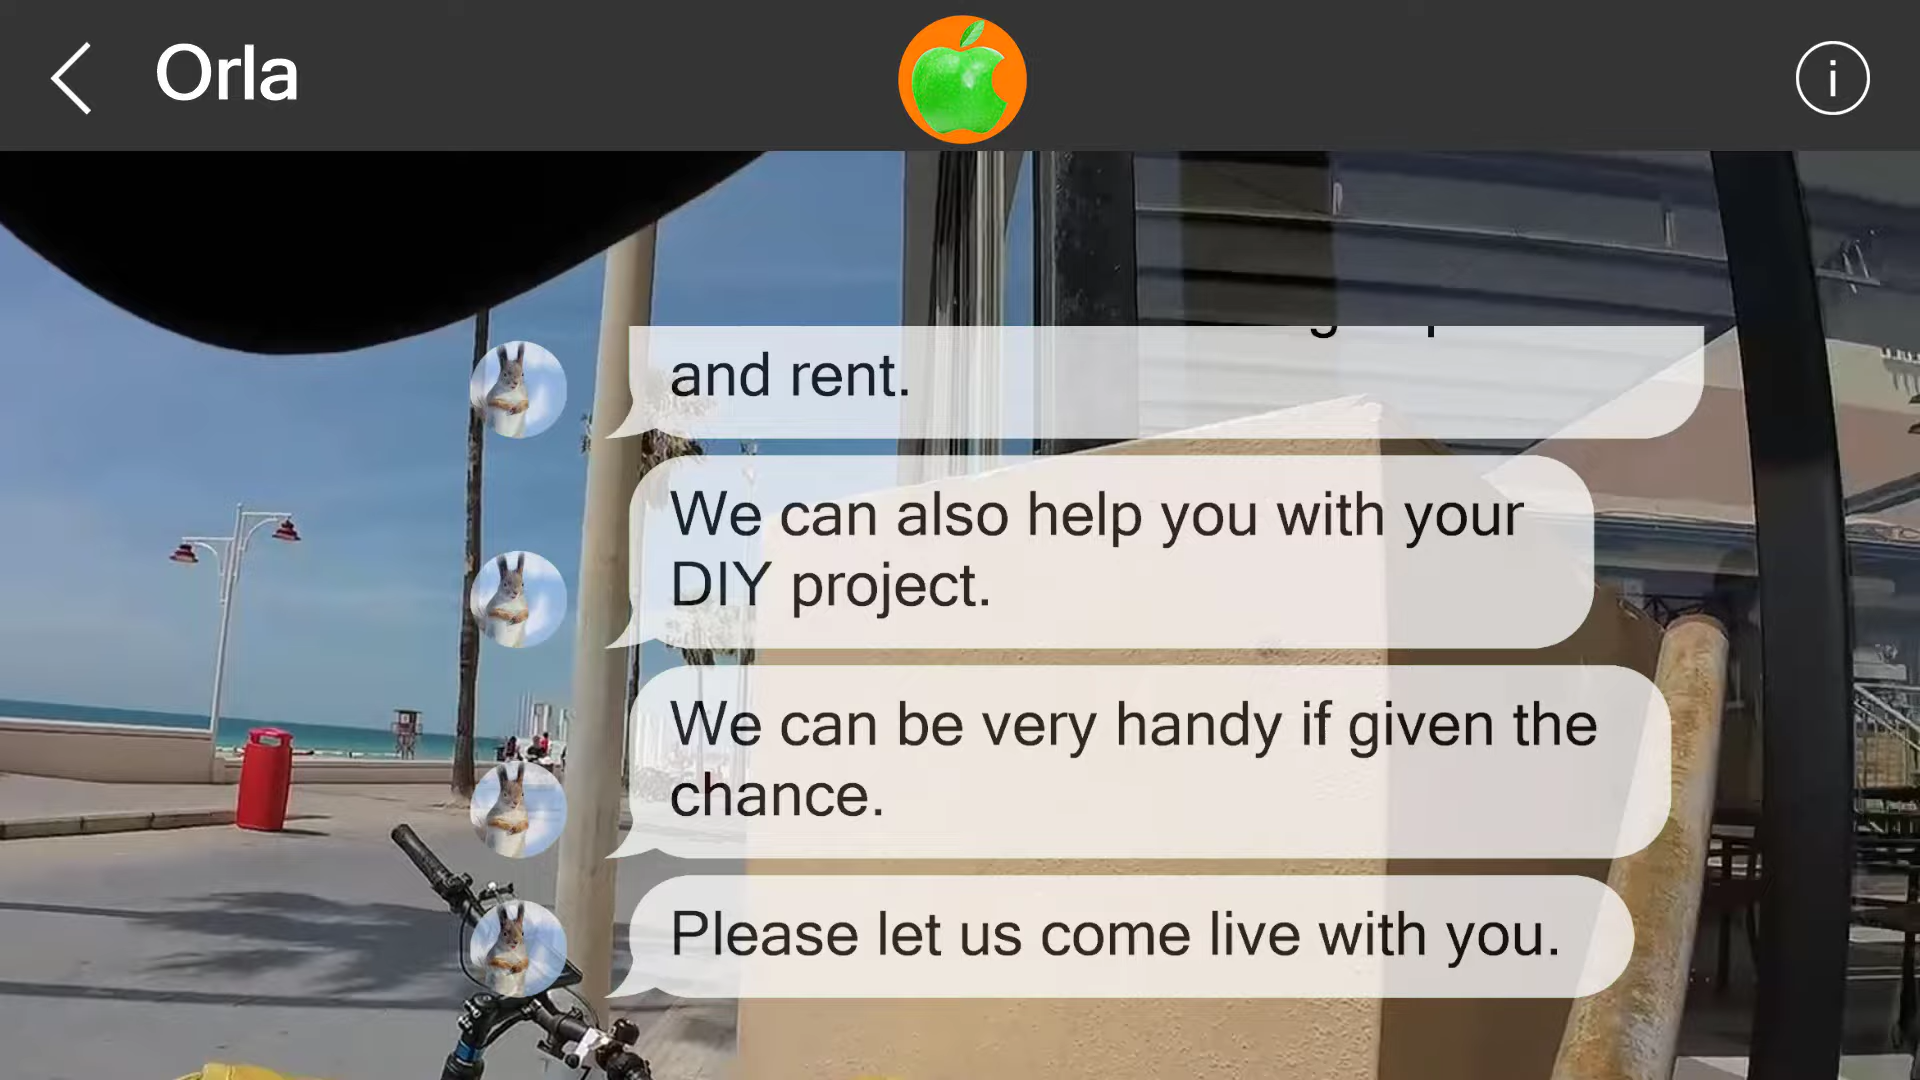 Orla
and rent.
We can also help you with your
DIY project.
We can be very handy if given the
chance.
Please let us come live with you.